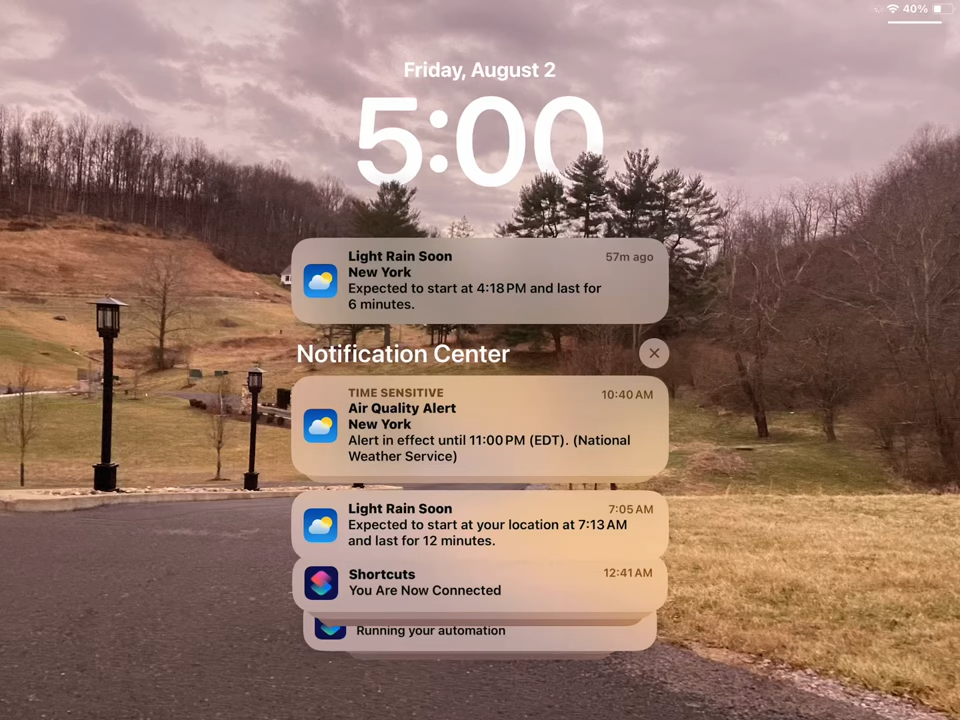 40%
Friday, August 2
5:00
Light Rain Soon
57m ago
New York
Expected to start at 4:18 PM and last for
6 minutes.
Notification Center
TIME SENSITIVE
10:40 AM
Air Quality Alert
New York
Alert in effect until 11:00 PM (EDT). (National
Weather Service)
Light Rain Soon
7:05 AM
Expected to start at your location at 7:13 AM
and last for 12 minutes.
Shortcuts
12:41 AM
You Are Now Connected
Running your automation